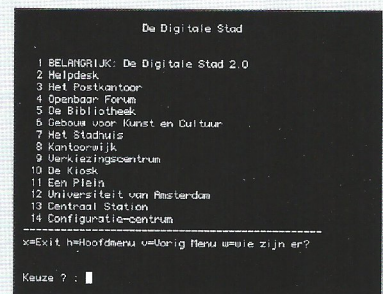 De Digitale Stad
1 BELANGRIJK: De Digitale Stad 2.0
2 Helpdesk
3 Het Postkantoor
4 Openbaar Forum
5 De Bibliotheek
6 Gebouw voor Kunst en Cultuur
7 Het Stadhuis
8 Kantoorwijk
9 Verkiezingscentrum
10 De Kiosk
11 Een Plein
12 Universiteit van Amsterdam
13 Centraal Station
14 Configuratie-centrum
x=Exit h=Hoofdmenu v=Vorig Menu w=wie zijn er?
Keuze ? :